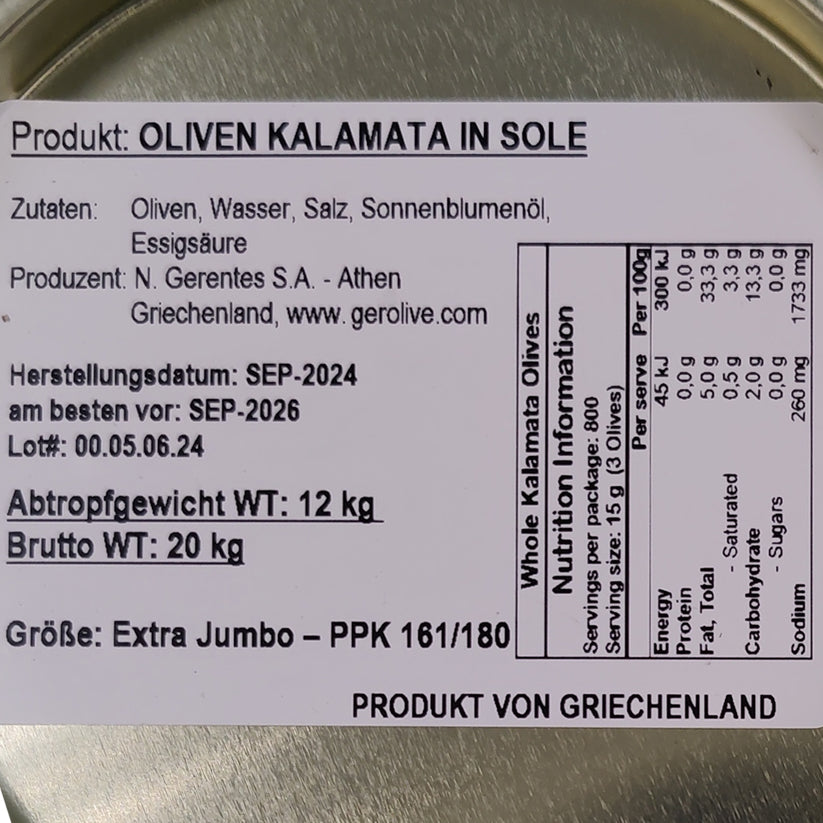 Produkt: OLIVEN KALAMATA IN SOLE
Zutaten: Oliven, Wasser, Salz, Sonnenblumenöl,
Essigsäure
Produzent: N. Gerentes S.A. - Athen
Griechenland, www.gerolive.com
Herstellungsdatum: SEP-2024
am besten vor: SEP-2026
Lot#: 00.05.06.24
Abtropfgewicht WT: 12 kg
Brutto WT: 20 kg
Größe: Extra Jumbo – PPK 161/180
Whole Kalamata Olives
Nutrition Information
Servings per package: 800
Serving size: 15 g (3 Olives)
Per serve Per 100g
Energy 45 kJ 300 kJ
Protein 0,0 g 0,0 g
Fat, Total 5,0 g 33,3 g
- Saturated 0,5 g 3,3 g
Carbohydrate 2,0 g 13,3 g
- Sugars 0,0 g 0,0 g
Sodium 260 mg 1733 mg
PRODUKT VON GRIECHENLAND